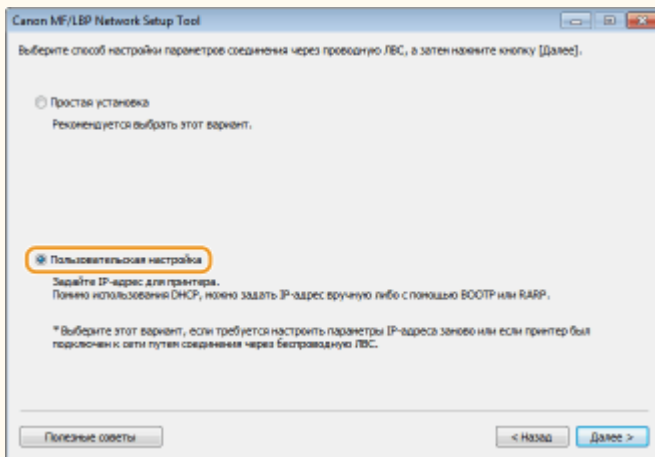 Canon MF/LBP Network Setup Tool
Выберите способ настройки параметров соединения через проводную ЛВС, а затем нажмите кнопку [Далее].
Простая установка
Рекомендуется выбрать этот вариант.
Пользовательская настройка
Задайте IP-адрес для принтера.
Помимо использования DHCP, можно задать IP-адрес вручную либо с помощью BOOTP или RARP.
*Выберите этот вариант, если требуется настроить параметры IP-адреса заново или если принтер был
подключен к сети путем соединения через беспроводную ЛВС.
Полезные советы
< Назад
Далее >